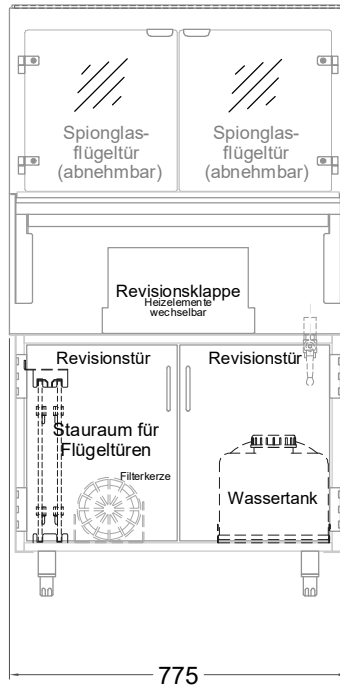 Spionglas-
flügeltür
(abnehmbar)
Spionglas-
flügeltür
(abnehmbar)
Revisionsklappe
Heizelemente
wechselbar
Revisionstür
Revisionstür
Stauraum für
Flügeltüren
Filterkerze
Wassertank
775